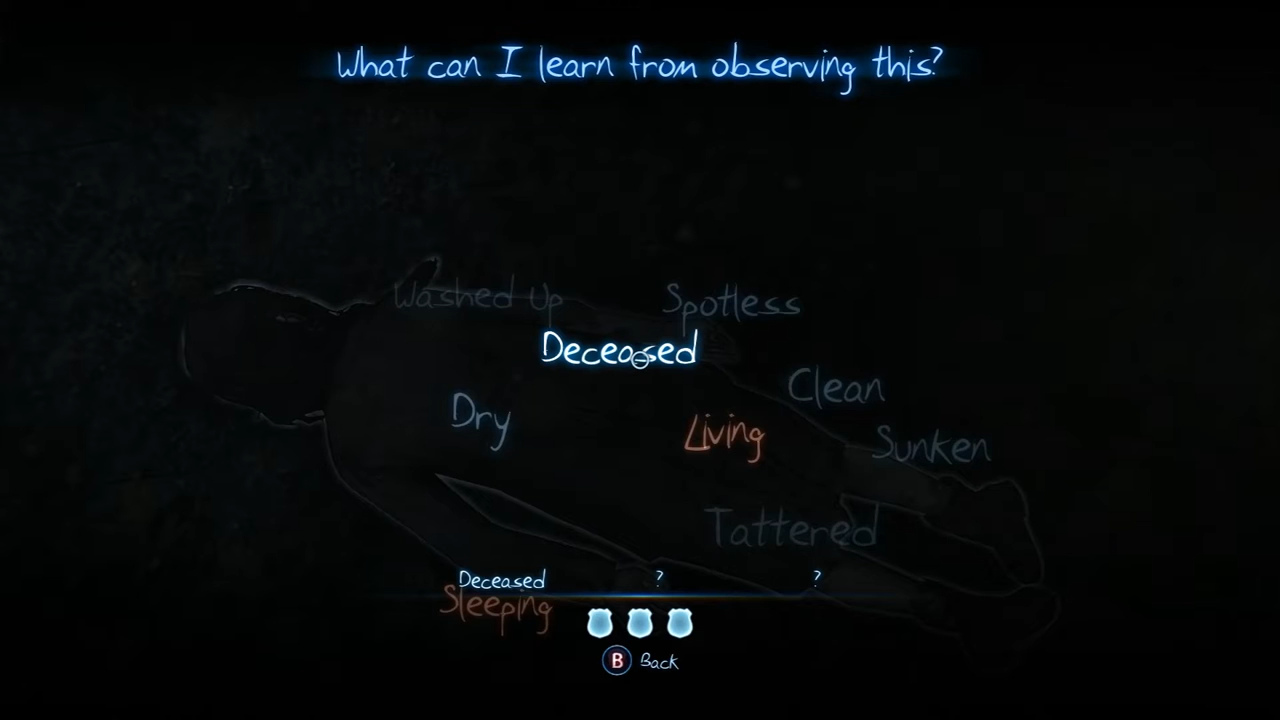 What can I learn from observing this?
Washed Up
Spotless
Deceased
Clean
Dry
Living
Sunken
Tattered
Deceased ? ?
Sleeping
B Back